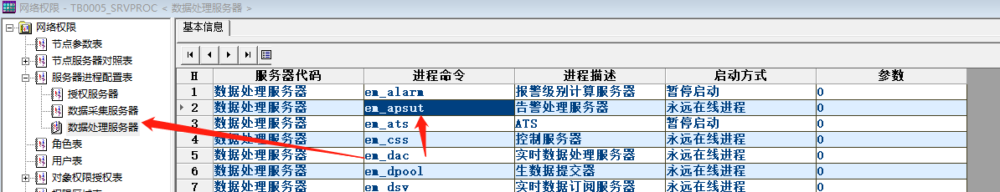 网络权限 - TB0005_SRVPROC < 数据处理服务器 >
网络权限
节点参数表
节点服务器对照表
服务器进程配置表
授权服务器
数据采集服务器
数据处理服务器
角色表
用户表
对象权限授权表
权限区域表
基本信息
H 服务器代码 进程命令 进程描述 启动方式 参数
1 数据处理服务器 em_alarm 报警级别计算服务器 暂停启动 0
2 数据处理服务器 em_apsut 告警处理服务器 永远在线进程 0
3 数据处理服务器 em_ats ATS 暂停启动 0
4 数据处理服务器 em_css 控制服务器 永远在线进程 0
5 数据处理服务器 em_dac 实时数据处理服务器 永远在线进程 0
6 数据处理服务器 em_dpool 生数据提交器 永远在线进程 0
7 数据处理服务器 em_dsv 实时数据订阅服务器 永远在线进程 0